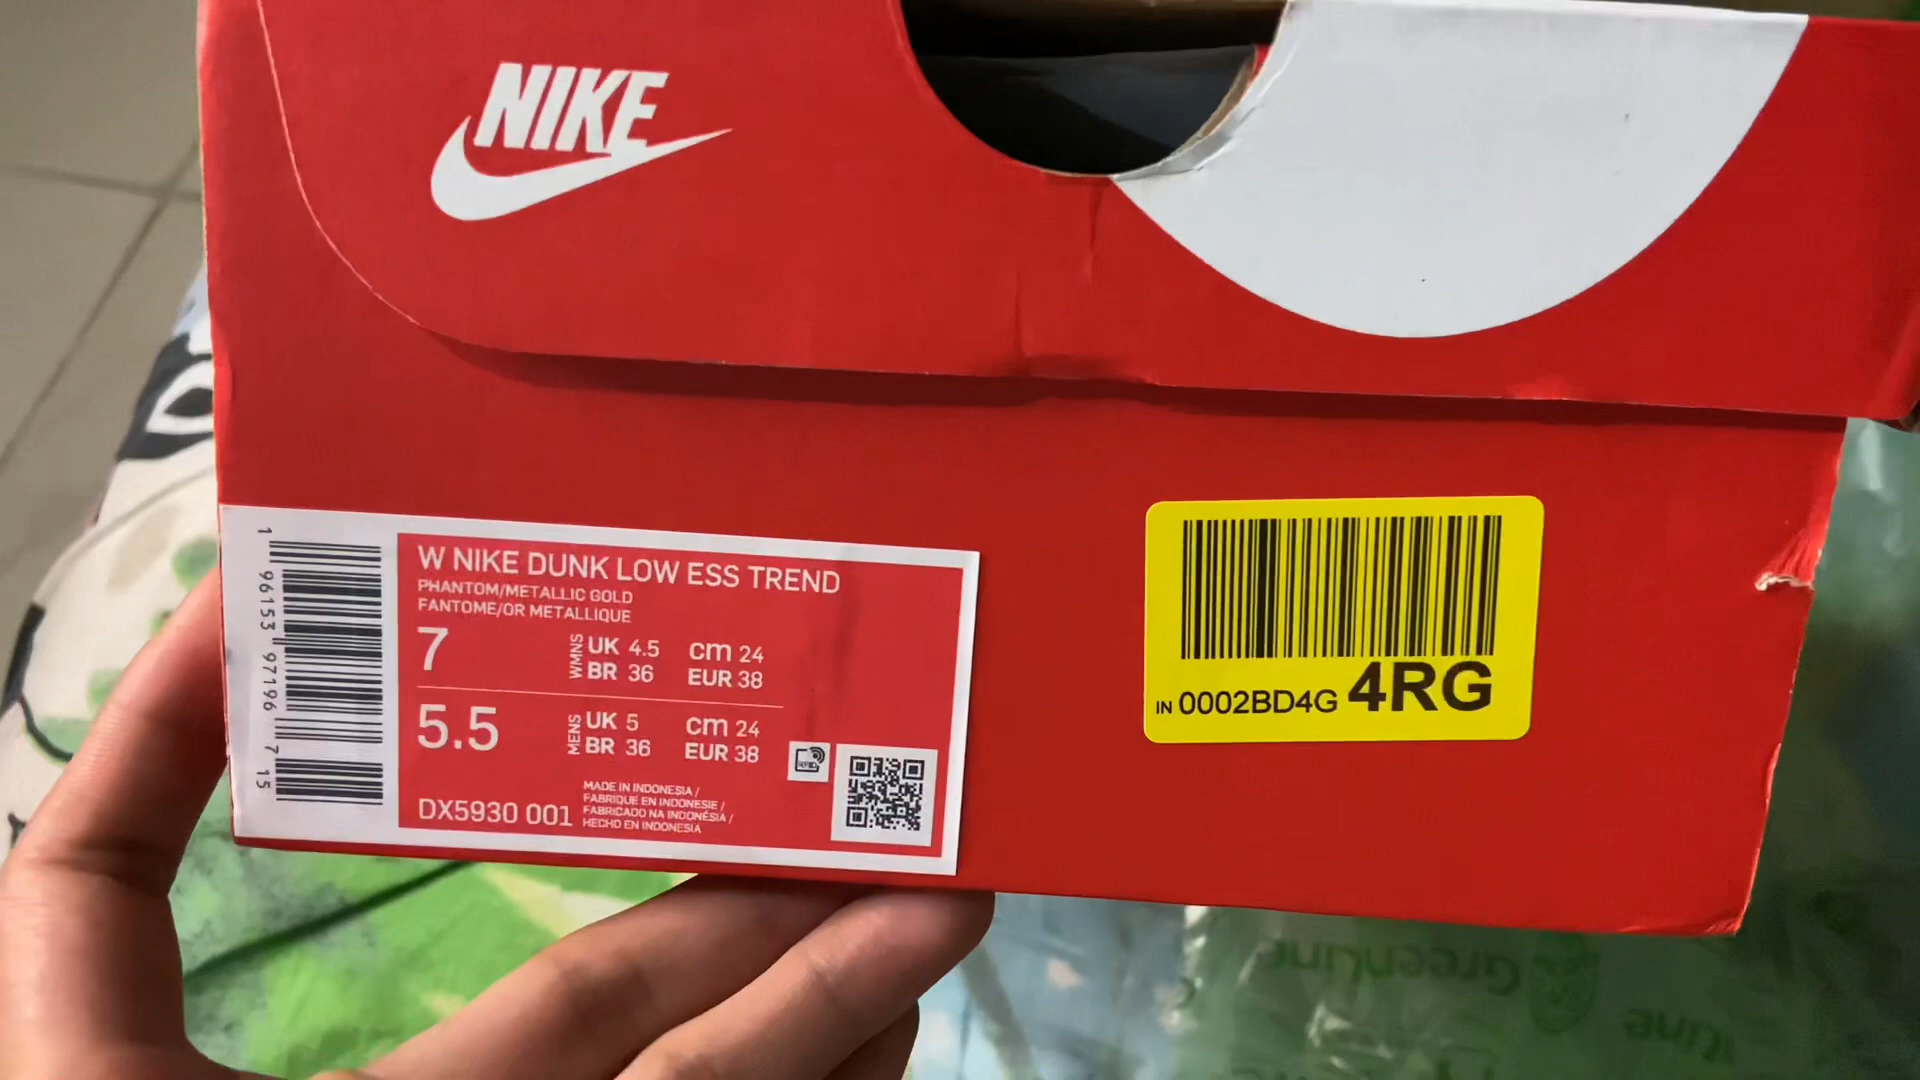 NIKE
W NIKE DUNK LOW ESS TREND
PHANTOM/METALLIC GOLD
FANTOME/OR METALLIQUE
7 WMNS UK 4.5 cm 24
BR 36 EUR 38
5.5 MENS UK 5 cm 24
BR 36 EUR 38
DX5930 001
MADE IN INDONESIA /
FABRIQUE EN INDONESIE /
FABRICADO NA INDONÉSIA /
HECHO EN INDONESIA
1 96153 97196 7 15
IN 0002BD4G 4RG
GreenLine